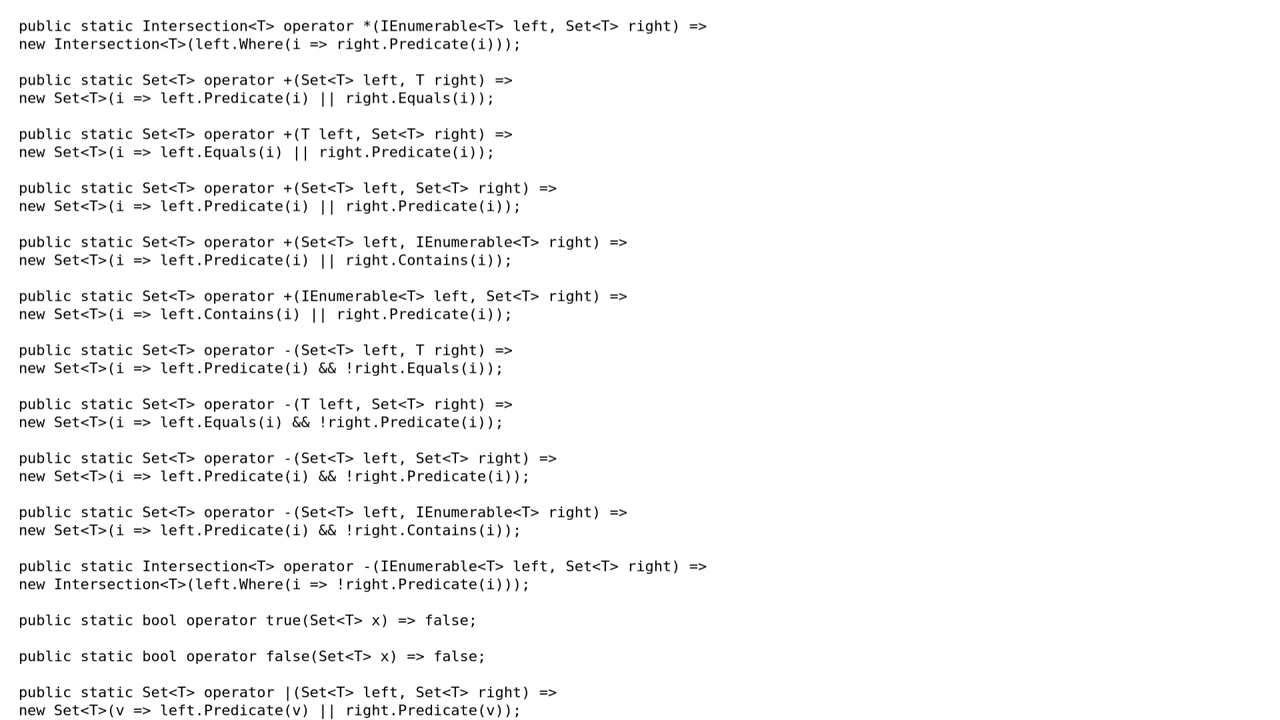 public static Intersection<T> operator *(IEnumerable<T> left, Set<T> right) =>
new Intersection<T>(left.Where(i => right.Predicate(i)));
public static Set<T> operator +(Set<T> left, T right) =>
new Set<T>(i => left.Predicate(i) || right.Equals(i));
public static Set<T> operator +(T left, Set<T> right) =>
new Set<T>(i => left.Equals(i) || right.Predicate(i));
public static Set<T> operator +(Set<T> left, Set<T> right) =>
new Set<T>(i => left.Predicate(i) || right.Predicate(i));
public static Set<T> operator +(Set<T> left, IEnumerable<T> right) =>
new Set<T>(i => left.Predicate(i) || right.Contains(i));
public static Set<T> operator +(IEnumerable<T> left, Set<T> right) =>
new Set<T>(i => left.Contains(i) || right.Predicate(i));
public static Set<T> operator -(Set<T> left, T right) =>
new Set<T>(i => left.Predicate(i) && !right.Equals(i));
public static Set<T> operator -(T left, Set<T> right) =>
new Set<T>(i => left.Equals(i) && !right.Predicate(i));
public static Set<T> operator -(Set<T> left, Set<T> right) =>
new Set<T>(i => left.Predicate(i) && !right.Predicate(i));
public static Set<T> operator -(Set<T> left, IEnumerable<T> right) =>
new Set<T>(i => left.Predicate(i) && !right.Contains(i));
public static Intersection<T> operator -(IEnumerable<T> left, Set<T> right) =>
new Intersection<T>(left.Where(i => !right.Predicate(i)));
public static bool operator true(Set<T> x) => false;
public static bool operator false(Set<T> x) => false;
public static Set<T> operator |(Set<T> left, Set<T> right) =>
new Set<T>(v => left.Predicate(v) || right.Predicate(v));